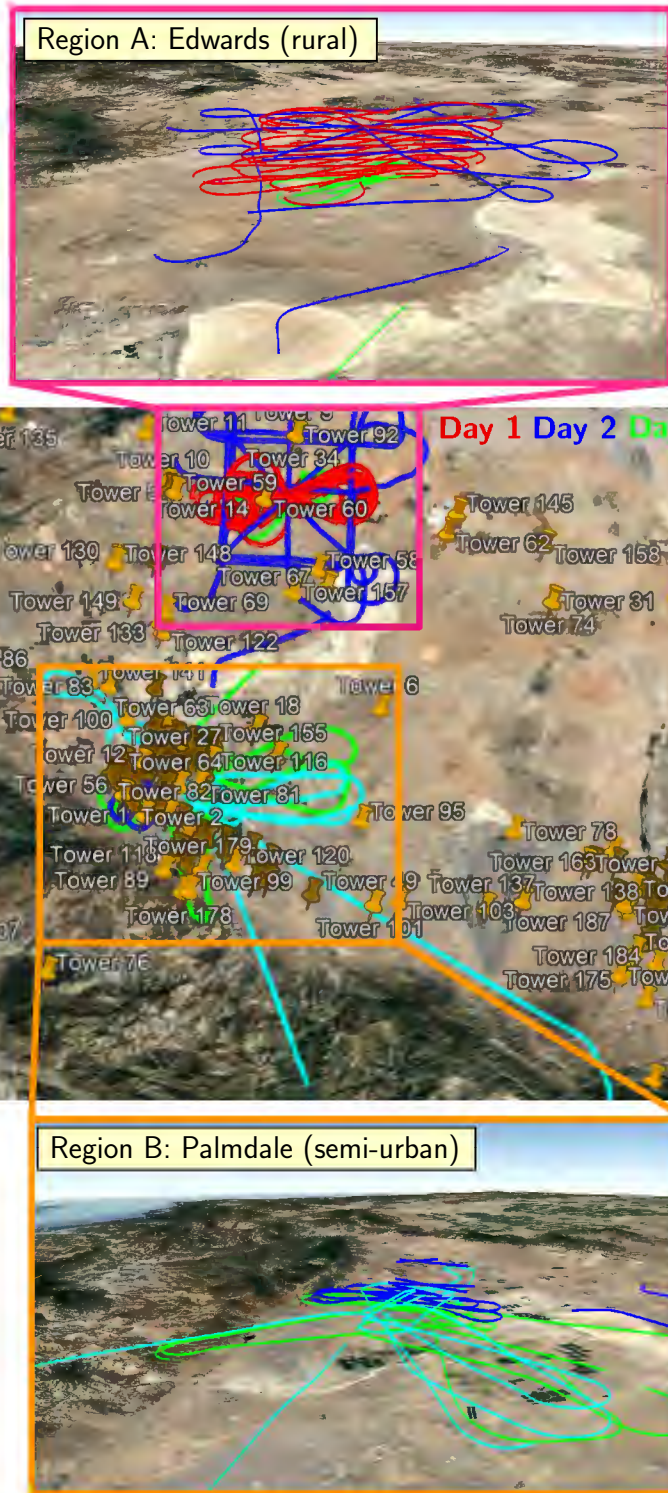 Region A: Edwards (rural)
Day 1 Day 2 Da
Tower 11
Tower 92
er 135
Tower 10
Tower 34
Tower 59
Tower 14
Tower 60
Tower 145
Tower 62
Tower 158
ower 130
Tower 148
Tower 58
Tower 67
Tower 157
Tower 149
Tower 69
Tower 31
Tower 74
Tower 133
Tower 122
86
Tower 83
Tower 141
Tower 6
Tower 100
Tower 63
Tower 18
Tower 27
Tower 155
ower 12
Tower 64
Tower 116
Tower 56
Tower 82
Tower 81
Tower
Tower 2
Tower 95
Tower 78
Tower 179
Tower 120
Tower 163
Tower
Tower 89
Tower 99
Tower 137
Tower 138
Tower 178
Tower 101
Tower 103
Tower 187
Tower 184
Tower 76
Tower 175
Region B: Palmdale (semi-urban)